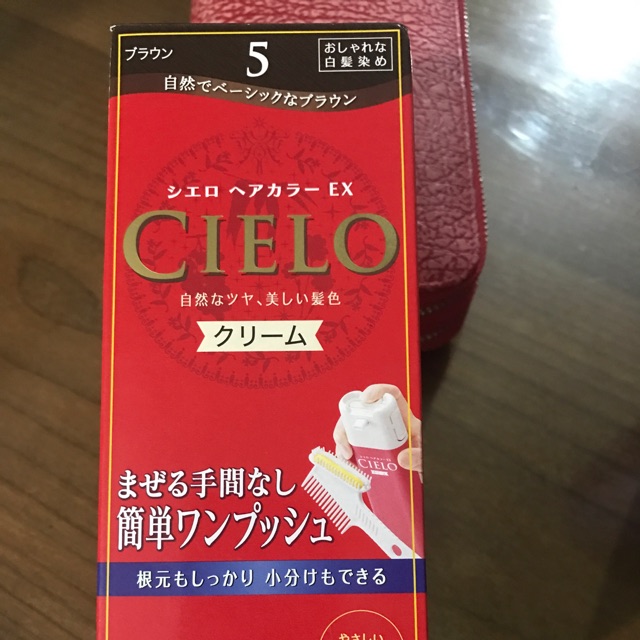 ブラウン
5
おしゃれな
白髪染め
自然でベーシックなブラウン
シエロ ヘアカラー EX
CIELO
自然なツヤ、美しい髪色
クリーム
CIELO
まぜる手間なし
簡単ワンプッシュ
根元もしっかり 小分けもできる
やさしい